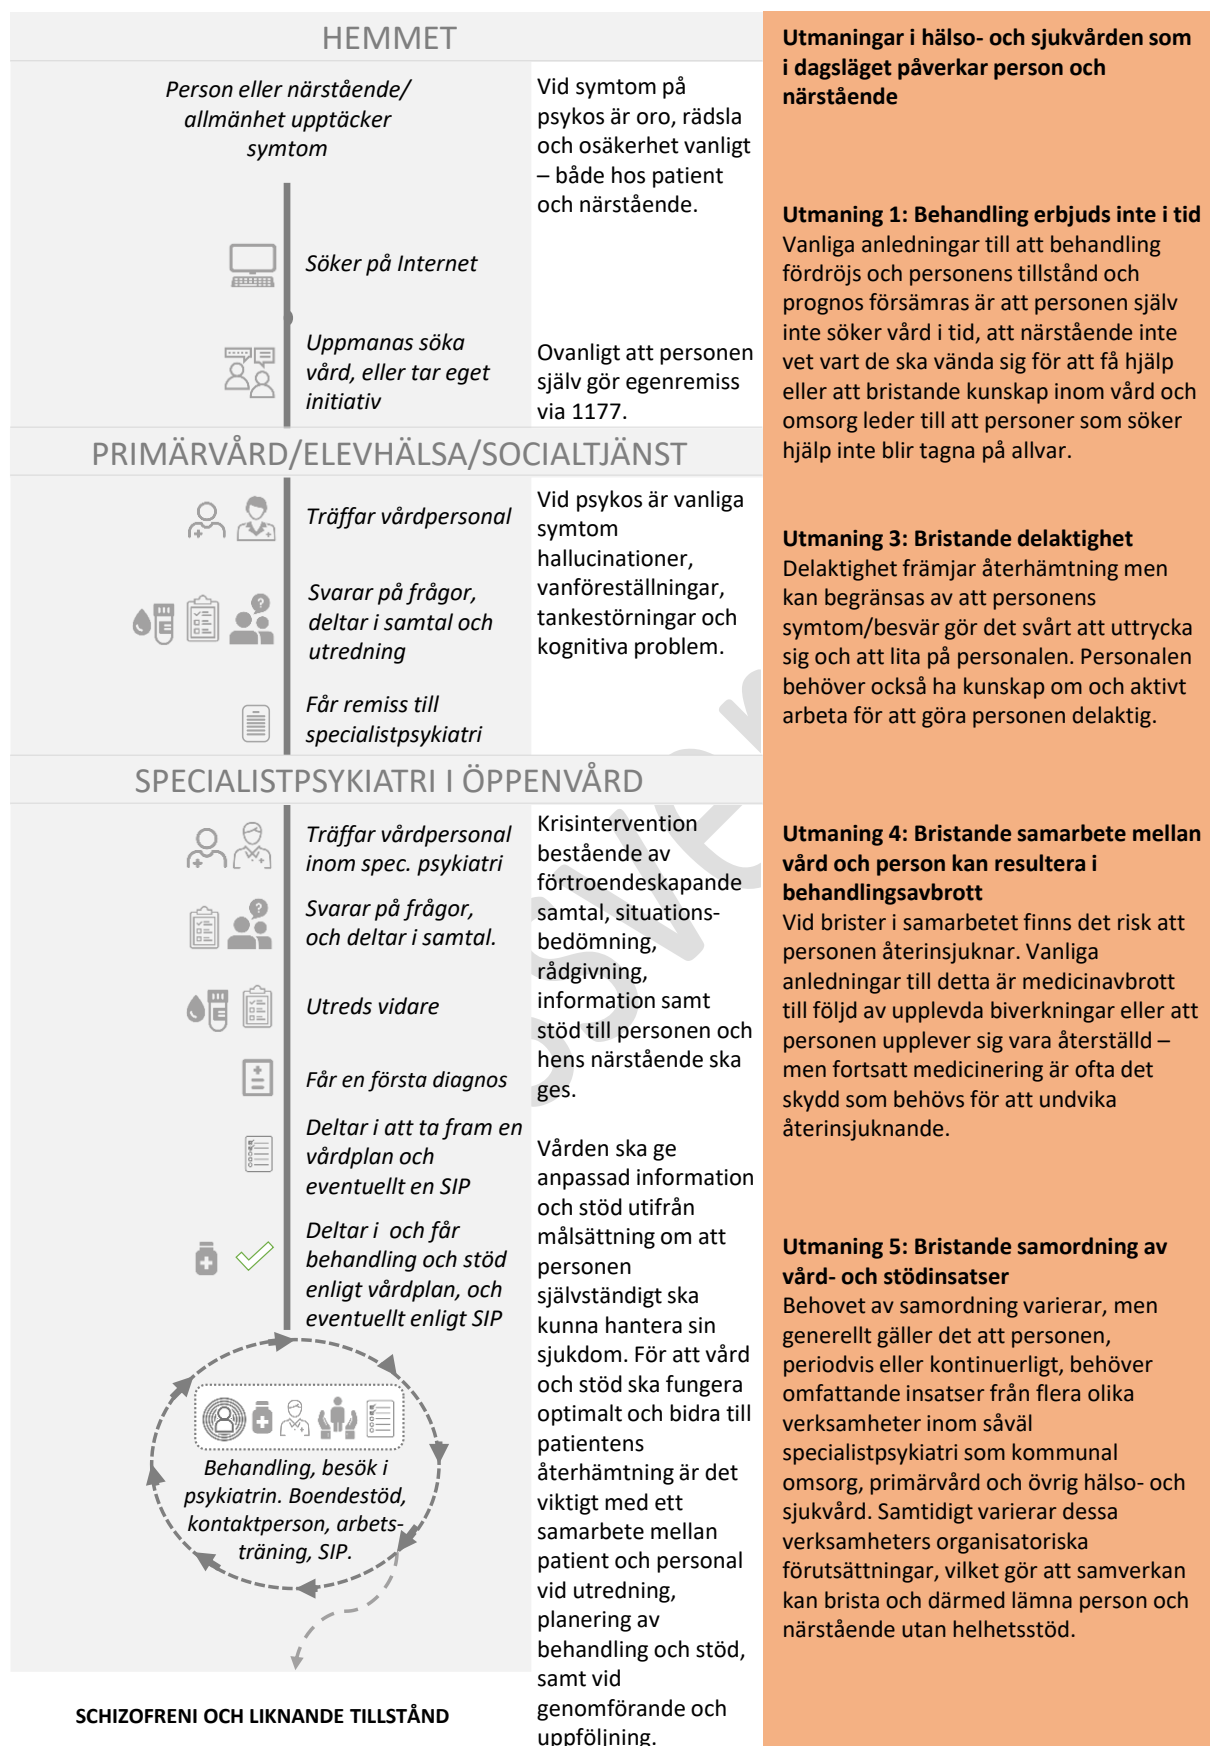 HEMMET
Person eller närstående/
allmänhet upptäcker
symtom
Vid symtom på
psykos är oro, rädsla
och osäkerhet vanligt
– både hos patient
och närstående.
Söker på Internet
Uppmanas söka
vård, eller tar eget
initiativ
Ovanligt att personen
själv gör egenremiss
via 1177.
PRIMÄRVÅRD/ELEVHÄLSA/SOCIALTJÄNST
Träffar vårdpersonal
Svarar på frågor,
deltar i samtal och
utredning
Får remiss till
specialistpsykiatri
Vid psykos är vanliga
symtom
hallucinationer,
vanföreställningar,
tankestörningar och
kognitiva problem.
SPECIALISTPSYKIATRI I ÖPPENVÅRD
Träffar vårdpersonal
inom spec. psykiatri
Svarar på frågor,
och deltar i samtal.
Utreds vidare
Får en första diagnos
Deltar i att ta fram en
vårdplan och
eventuellt en SIP
Deltar i och får
behandling och stöd
enligt vårdplan, och
eventuellt enligt SIP
Behandling, besök i
psykiatrin. Boendestöd,
kontaktperson, arbets-
träning, SIP.
Krisintervention
bestående av
förtroendeskapande
samtal, situations-
bedömning,
rådgivning,
information samt
stöd till personen och
hens närstående ska
ges.
Vården ska ge
anpassad information
och stöd utifrån
målsättning om att
personen
självständigt ska
kunna hantera sin
sjukdom. För att vård
och stöd ska fungera
optimalt och bidra till
patientens
återhämtning är det
viktigt med ett
samarbete mellan
patient och personal
vid utredning,
planering av
behandling och stöd,
samt vid
genomförande och
uppföljning.
SCHIZOFRENI OCH LIKNANDE TILLSTÅND
Utmaningar i hälso- och sjukvården som
i dagsläget påverkar person och
närstående
Utmaning 1: Behandling erbjuds inte i tid
Vanliga anledningar till att behandling
fördröjs och personens tillstånd och
prognos försämras är att personen själv
inte söker vård i tid, att närstående inte
vet vart de ska vända sig för att få hjälp
eller att bristande kunskap inom vård och
omsorg leder till att personer som söker
hjälp inte blir tagna på allvar.
Utmaning 3: Bristande delaktighet
Delaktighet främjar återhämtning men
kan begränsas av att personens
symtom/besvär gör det svårt att uttrycka
sig och att lita på personalen. Personalen
behöver också ha kunskap om och aktivt
arbeta för att göra personen delaktig.
Utmaning 4: Bristande samarbete mellan
vård och person kan resultera i
behandlingsavbrott
Vid brister i samarbetet finns det risk att
personen återinsjuknar. Vanliga
anledningar till detta är medicinavbrott
till följd av upplevda biverkningar eller att
personen upplever sig vara återställd –
men fortsatt medicinering är ofta det
skydd som behövs för att undvika
återinsjuknande.
Utmaning 5: Bristande samordning av
vård- och stödinsatser
Behovet av samordning varierar, men
generellt gäller det att personen,
periodvis eller kontinuerligt, behöver
omfattande insatser från flera olika
verksamheter inom såväl
specialistpsykiatri som kommunal
omsorg, primärvård och övrig hälso- och
sjukvård. Samtidigt varierar dessa
verksamheters organisatoriska
förutsättningar, vilket gör att samverkan
kan brista och därmed lämna person och
närstående utan helhetsstöd.